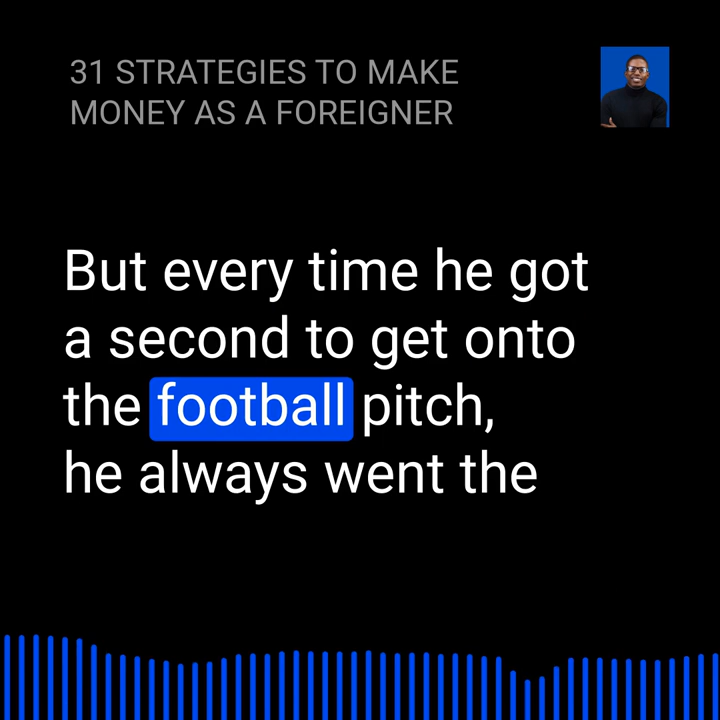 31 STRATEGIES TO MAKE
MONEY AS A FOREIGNER
But every time he got
a second to get onto
the football pitch,
he always went the